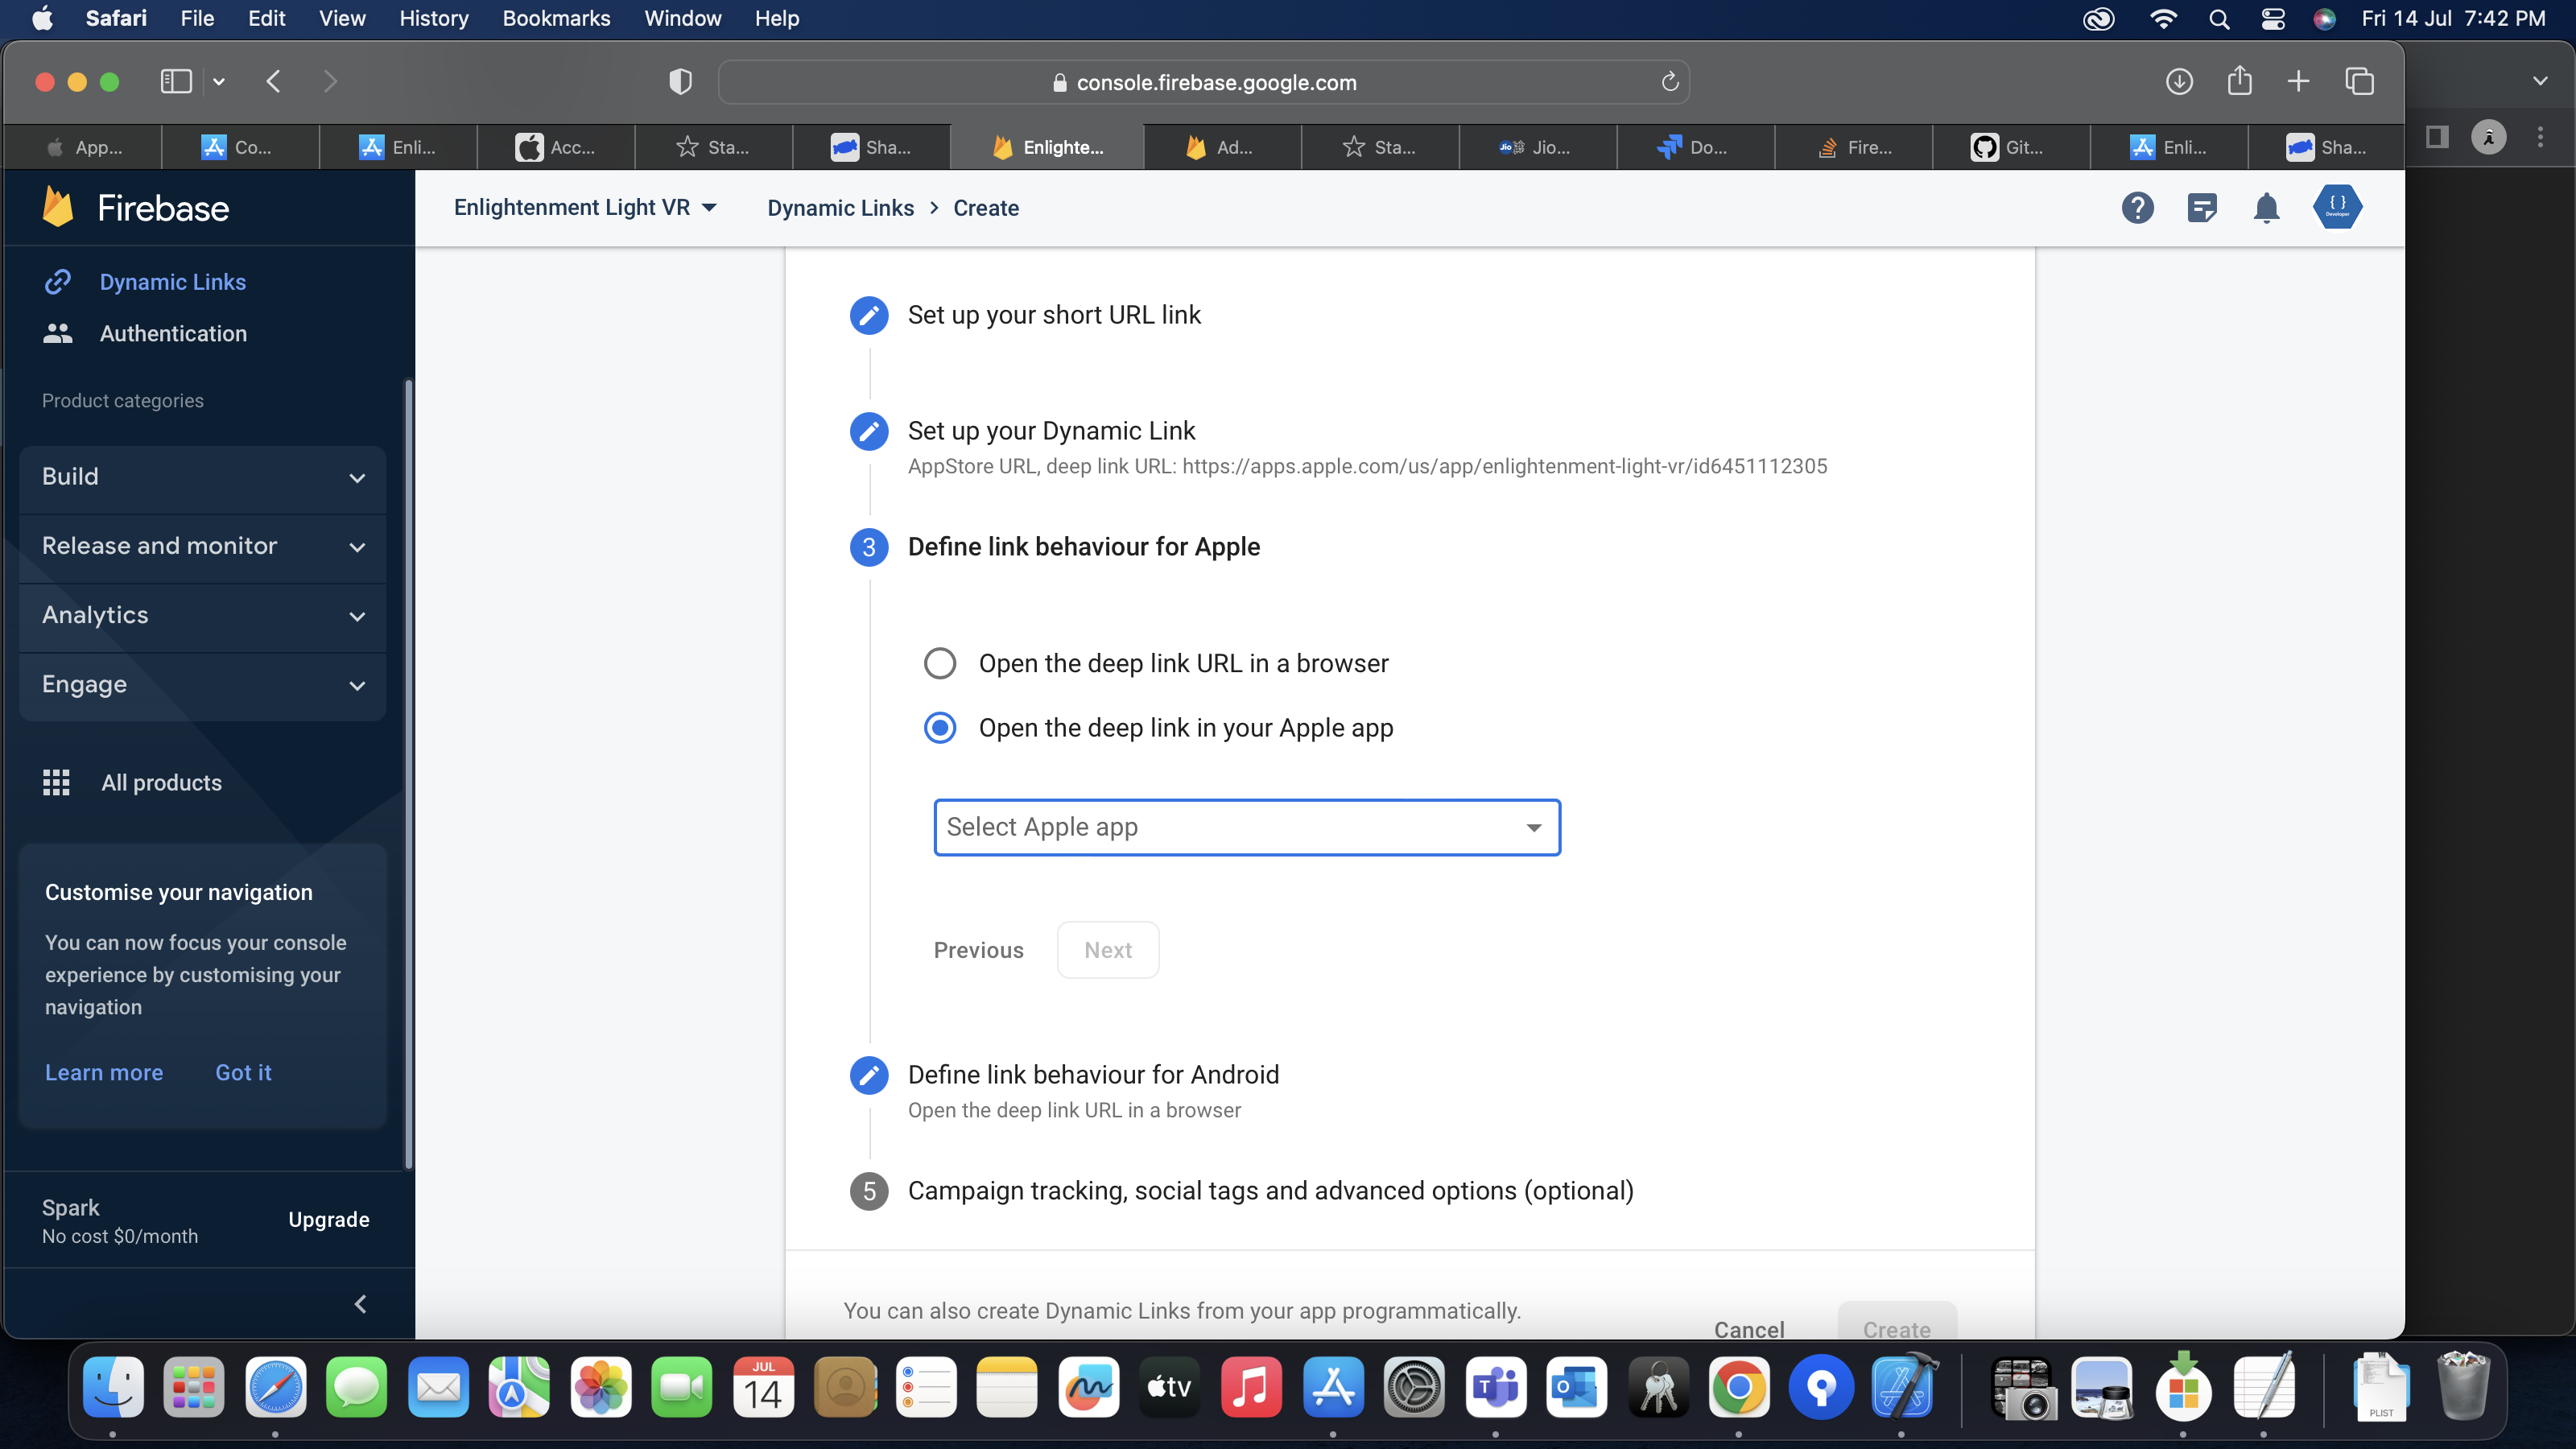 Safari File Edit View History Bookmarks Window Help Fri 14 Jul 7:42 PM
console.firebase.google.com
App... Co... Enli... Acc... Sta... Sha... Enlighte... Ad... Sta... Jio Jio... Do... Fire... Git... Enli... Sha...
Firebase
Enlightenment Light VR Dynamic Links > Create
{ }
Developer
Dynamic Links
Authentication
Product categories
Build
Release and monitor
Analytics
Engage
All products
Customise your navigation
You can now focus your console
experience by customising your
navigation
Learn more Got it
Spark
No cost $0/month
Upgrade
Set up your short URL link
Set up your Dynamic Link
AppStore URL, deep link URL: https://apps.apple.com/us/app/enlightenment-light-vr/id6451112305
3 Define link behaviour for Apple
Open the deep link URL in a browser
Open the deep link in your Apple app
Select Apple app
Previous Next
Define link behaviour for Android
Open the deep link URL in a browser
5 Campaign tracking, social tags and advanced options (optional)
You can also create Dynamic Links from your app programmatically.
Cancel Create
JUL
14
tv
T
O
PLIST